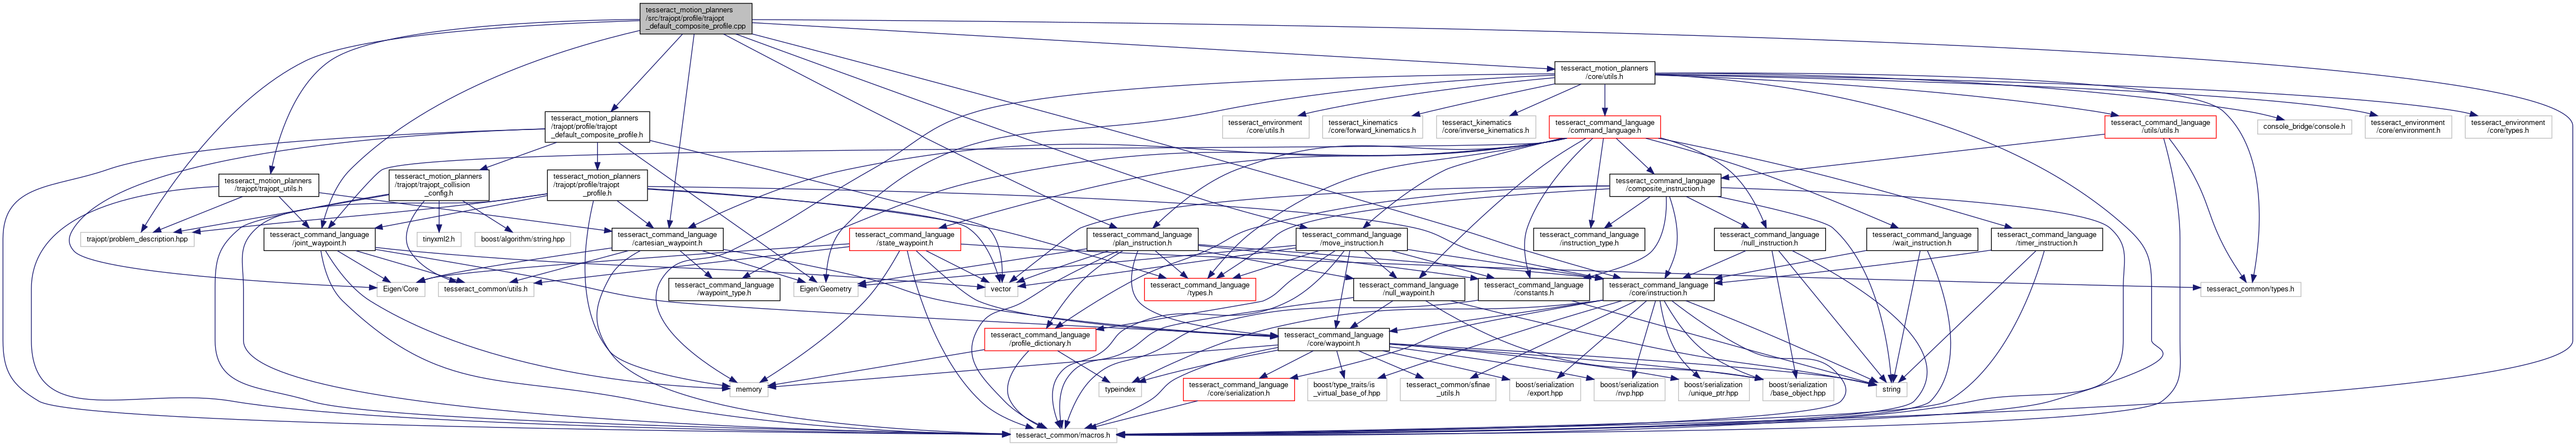 tesseract_motion_planners
/src/trajopt/profile/trajopt
_default_composite_profile.cpp
tesseract_motion_planners
/core/utils.h
tesseract_motion_planners
/trajopt/profile/trajopt
_default_composite_profile.h
tesseract_environment
/core/utils.h
tesseract_kinematics
/core/forward_kinematics.h
tesseract_kinematics
/core/inverse_kinematics.h
tesseract_command_language
/command_language.h
tesseract_command_language
/utils/utils.h
console_bridge/console.h
tesseract_environment
/core/environment.h
tesseract_environment
/core/types.h
tesseract_motion_planners
/trajopt/trajopt_utils.h
tesseract_motion_planners
/trajopt/trajopt_collision
_config.h
tesseract_motion_planners
/trajopt/profile/trajopt
_profile.h
tesseract_command_language
/composite_instruction.h
trajopt/problem_description.hpp
tesseract_command_language
/joint_waypoint.h
tinyxml2.h
boost/algorithm/string.hpp
tesseract_command_language
/cartesian_waypoint.h
tesseract_command_language
/state_waypoint.h
tesseract_command_language
/plan_instruction.h
tesseract_command_language
/move_instruction.h
tesseract_command_language
/instruction_type.h
tesseract_command_language
/null_instruction.h
tesseract_command_language
/wait_instruction.h
tesseract_command_language
/timer_instruction.h
Eigen/Core
tesseract_common/utils.h
tesseract_command_language
/waypoint_type.h
Eigen/Geometry
vector
tesseract_command_language
/types.h
tesseract_command_language
/null_waypoint.h
tesseract_command_language
/constants.h
tesseract_command_language
/core/instruction.h
tesseract_common/types.h
tesseract_command_language
/profile_dictionary.h
tesseract_command_language
/core/waypoint.h
memory
typeindex
tesseract_command_language
/core/serialization.h
boost/type_traits/is
_virtual_base_of.hpp
tesseract_common/sfinae
_utils.h
boost/serialization
/export.hpp
boost/serialization
/nvp.hpp
boost/serialization
/unique_ptr.hpp
boost/serialization
/base_object.hpp
string
tesseract_common/macros.h